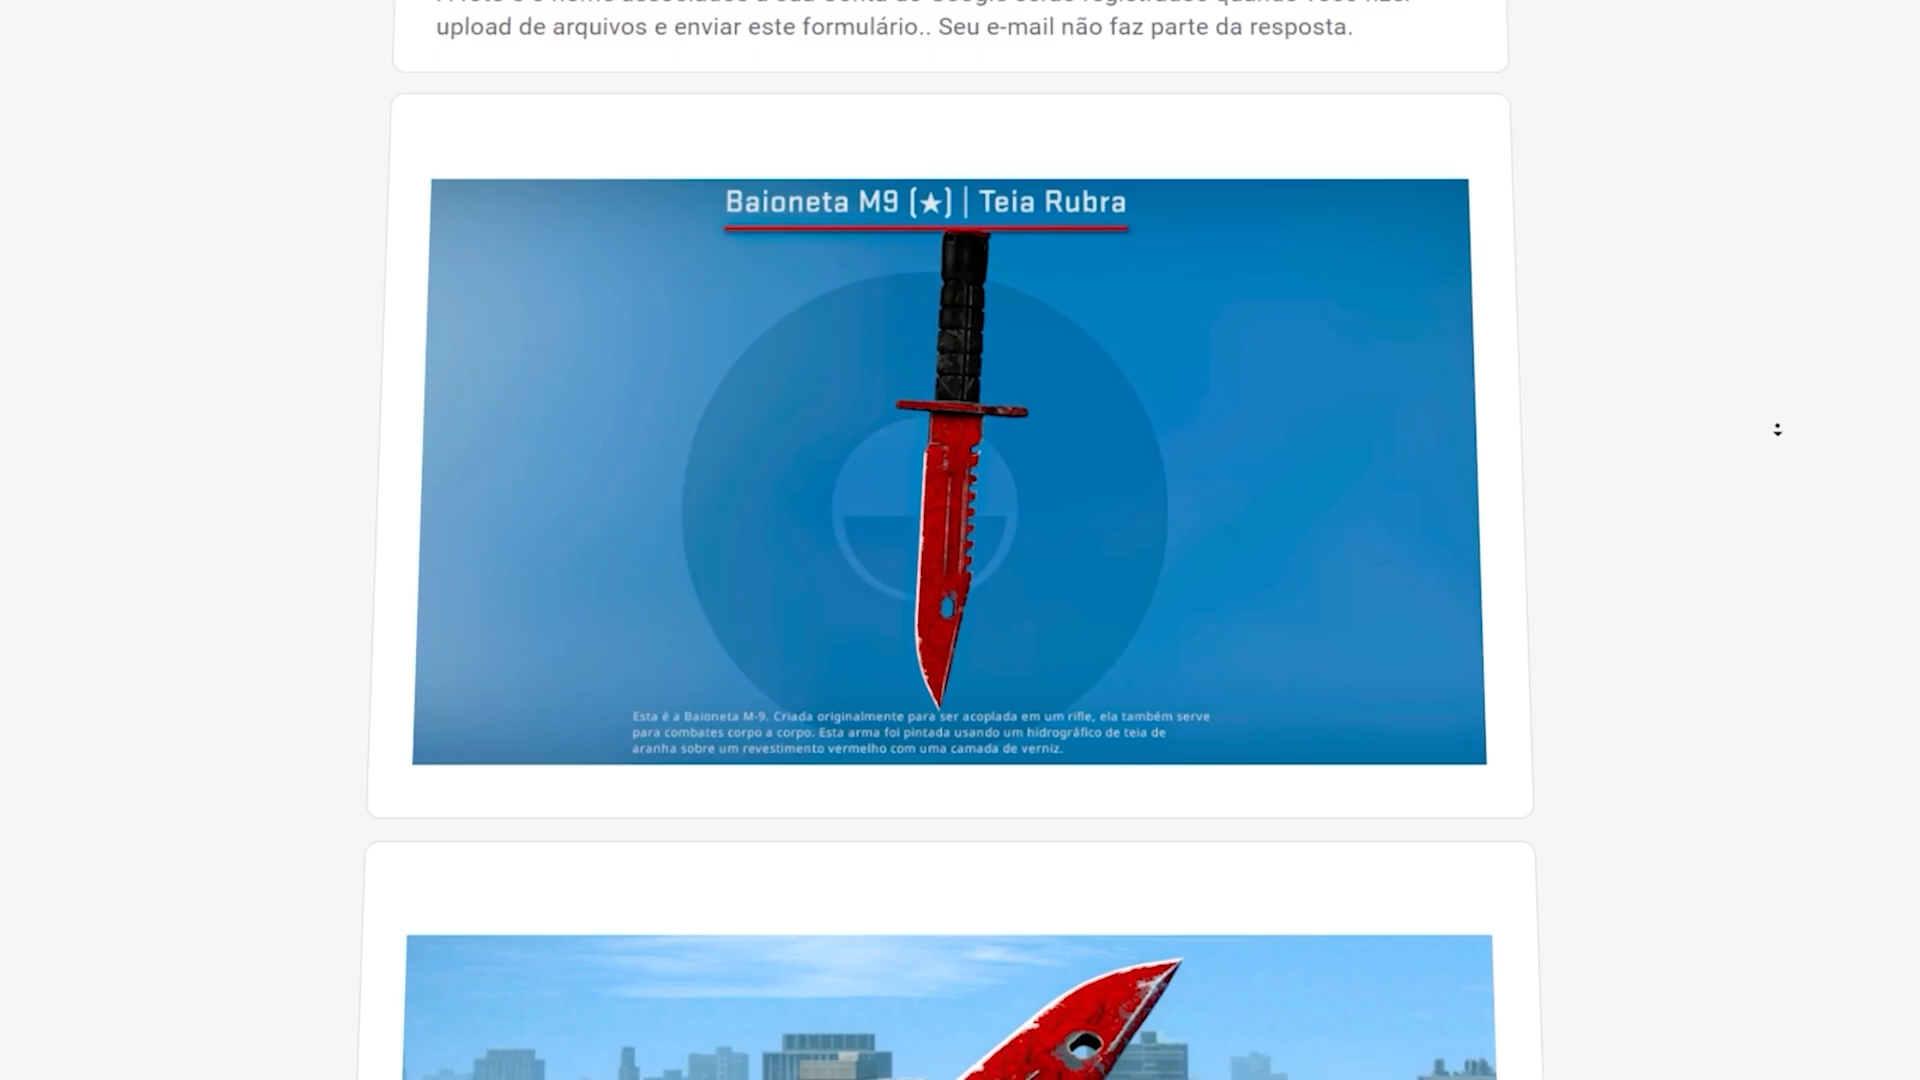 upload de arquivos e enviar este formulário.. Seu e-mail não faz parte da resposta.
Baioneta M9 (★) | Teia Rubra
Esta é a Baioneta M-9. Criada originalmente para ser acoplada em um rifle, ela também serve
para combates corpo a corpo. Esta arma foi pintada usando um hidrográfico de teia de
aranha sobre um revestimento vermelho com uma camada de verniz.